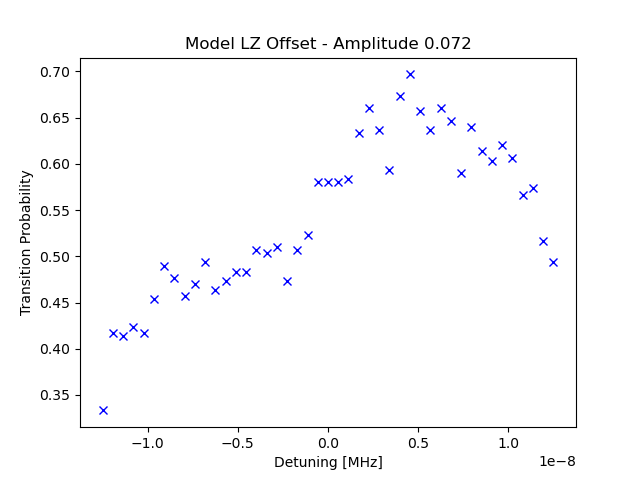 Model LZ Offset - Amplitude 0.072
Transition Probability
0.70
0.65
0.60
0.55
0.50
0.45
0.40
0.35
−1.0 −0.5 0.0 0.5 1.0
1e−8
Detuning [MHz]